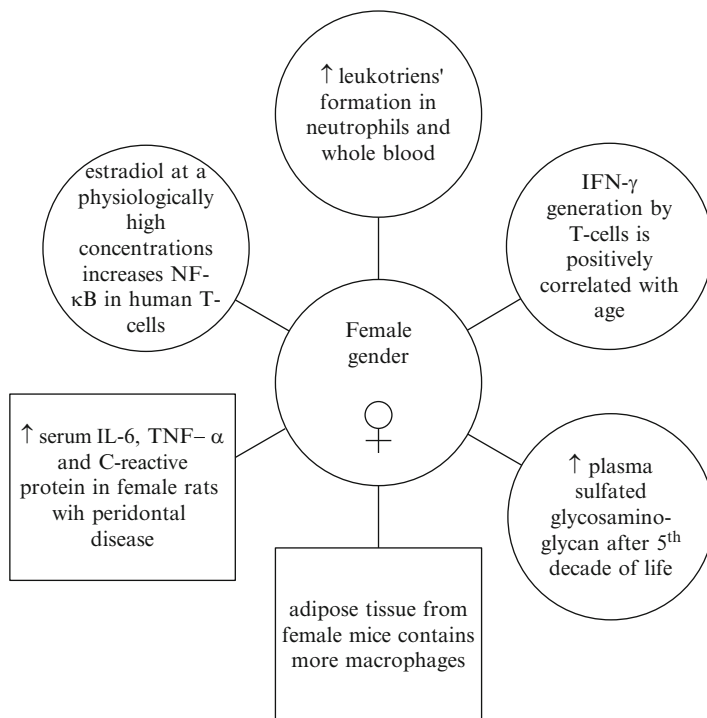 ↑ leukotriens'
formation in
neutrophils and
whole blood
estradiol at a
physiologically
high
concentrations
increases NF-
κB in human T-
cells
IFN-γ
generation by
T-cells is
positively
correlated with
age
Female
gender
♀
↑ serum IL-6, TNF– α
and C-reactive
protein in female rats
wih peridontal
disease
↑ plasma
sulfated
glycosamino-
glycan after 5th
decade of life
adipose tissue from
female mice contains
more macrophages